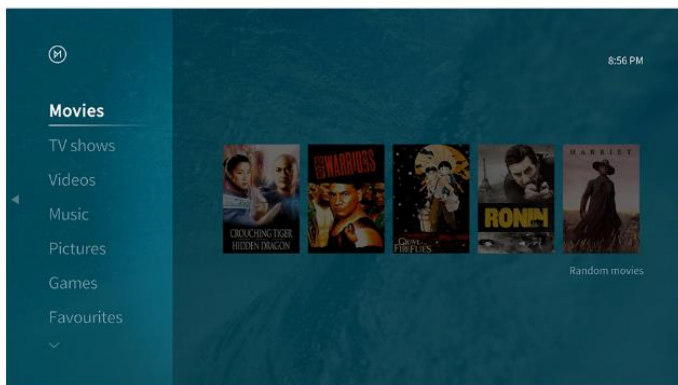 8:56 PM
Movies
TV shows
Videos
Music
Pictures
Games
Favourites
CROUCHING TIGER
HIDDEN DRAGON
WARRIORS
GRAVE
FIREFLIES
RONIN
HARRIET
Random movies